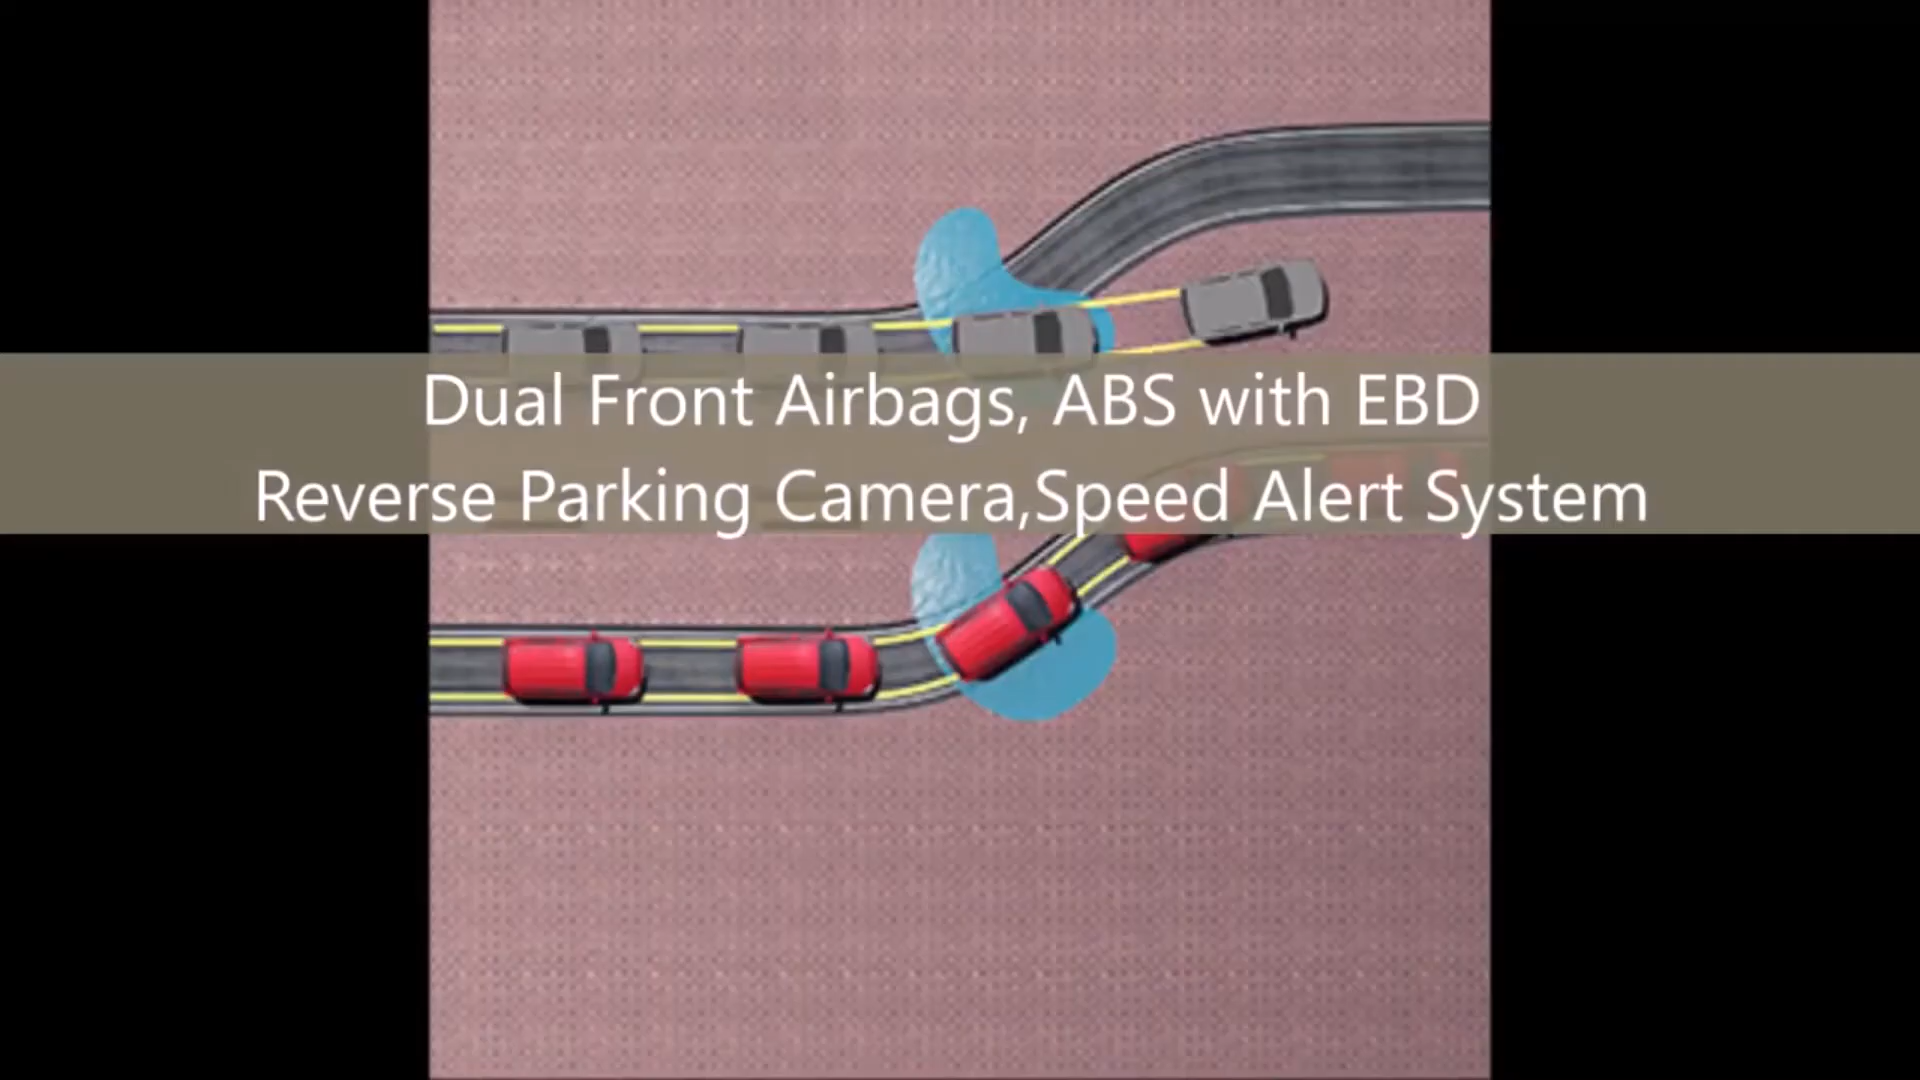 Dual Front Airbags, ABS with EBD
Reverse Parking Camera,Speed Alert System